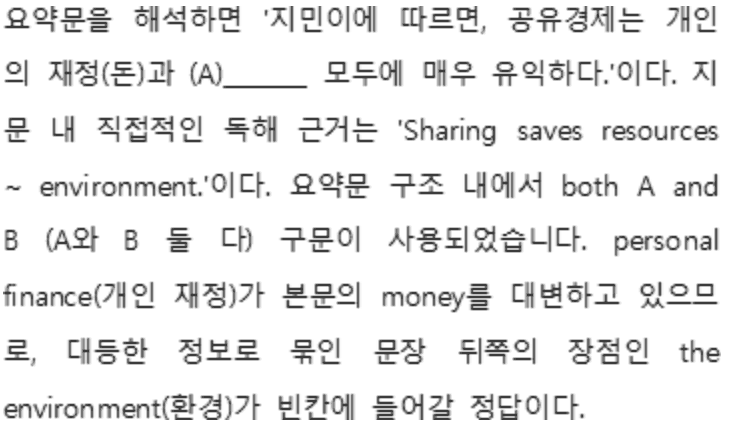 요약문을 해석하면 '지민이에 따르면, 공유경제는 개인
의 재정(돈)과 (A)______ 모두에 매우 유익하다.'이다. 지
문 내 직접적인 독해 근거는 'Sharing saves resources
~ environment.'이다. 요약문 구조 내에서 both A and
B (A와 B 둘 다) 구문이 사용되었습니다. personal
finance(개인 재정)가 본문의 money를 대변하고 있으므
로, 대등한 정보로 묶인 문장 뒤쪽의 장점인 the
environment(환경)가 빈칸에 들어갈 정답이다.